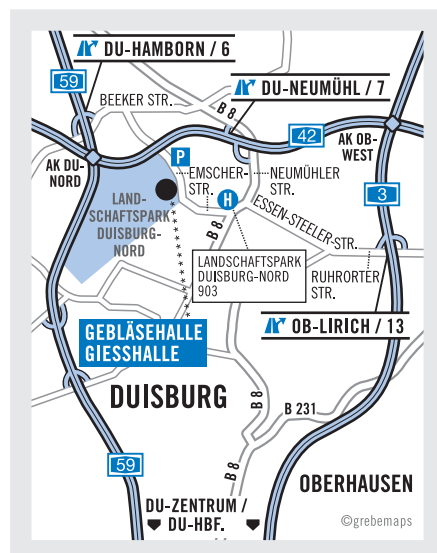 DU-HAMBORN / 6
59
BEEKER STR.
DU-NEUMÜHL / 7
B 8
42
AK DU-
NORD
AK OB-
WEST
P
EMSCHER-
STR.
NEUMÜHLER
STR.
H
3
LAND-
SCHAFTSPARK
DUISBURG-
NORD
ESSEN-STEELER-STR.
B 8
LANDSCHAFTSPARK
DUISBURG-NORD
903
RUHRORTER
STR.
GEBLÄSEHALLE
GIESSHALLE
OB-LIRICH / 13
DUISBURG
B 8
B 231
59
B 8
OBERHAUSEN
DU-ZENTRUM /
DU-HBF.
©grebemaps